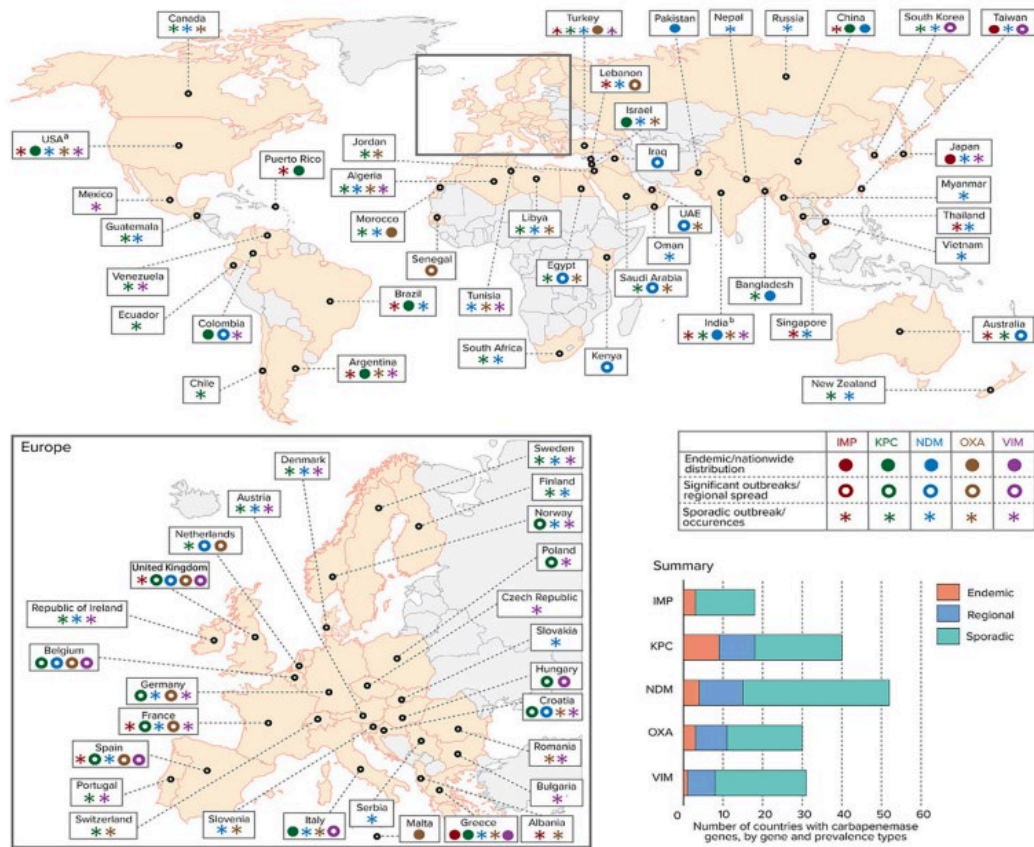 Canada
Turkey
Pakistan
Nepal
Russia
China
South Korea
Taiwan
Lebanon
USAa
Jordan
Israel
Puerto Rico
Algeria
Iraq
Japan
Mexico
Morocco
Libya
UAE
Myanmar
Guatemala
Senegal
Oman
Thailand
Venezuela
Egypt
Saudi Arabia
Vietnam
Ecuador
Brazil
Tunisia
Bangladesh
Colombia
Indiab
Singapore
Australia
Argentina
South Africa
Kenya
Chile
New Zealand
Europe
Denmark
Sweden
Austria
Finland
Netherlands
Norway
United Kingdom
Poland
Republic of Ireland
Czech Republic
Belgium
Slovakia
Germany
Hungary
France
Croatia
Spain
Romania
Portugal
Bulgaria
Switzerland
Slovenia
Italy
Serbia
Malta
Greece
Albania
IMP KPC NDM OXA VIM
Endemic/nationwide
distribution
Significant outbreaks/
regional spread
Sporadic outbreak/
occurences
Summary
IMP
KPC
NDM
OXA
VIM
Endemic
Regional
Sporadic
0 10 20 30 40 50 60
Number of countries with carbapenemase
genes, by gene and prevalence types